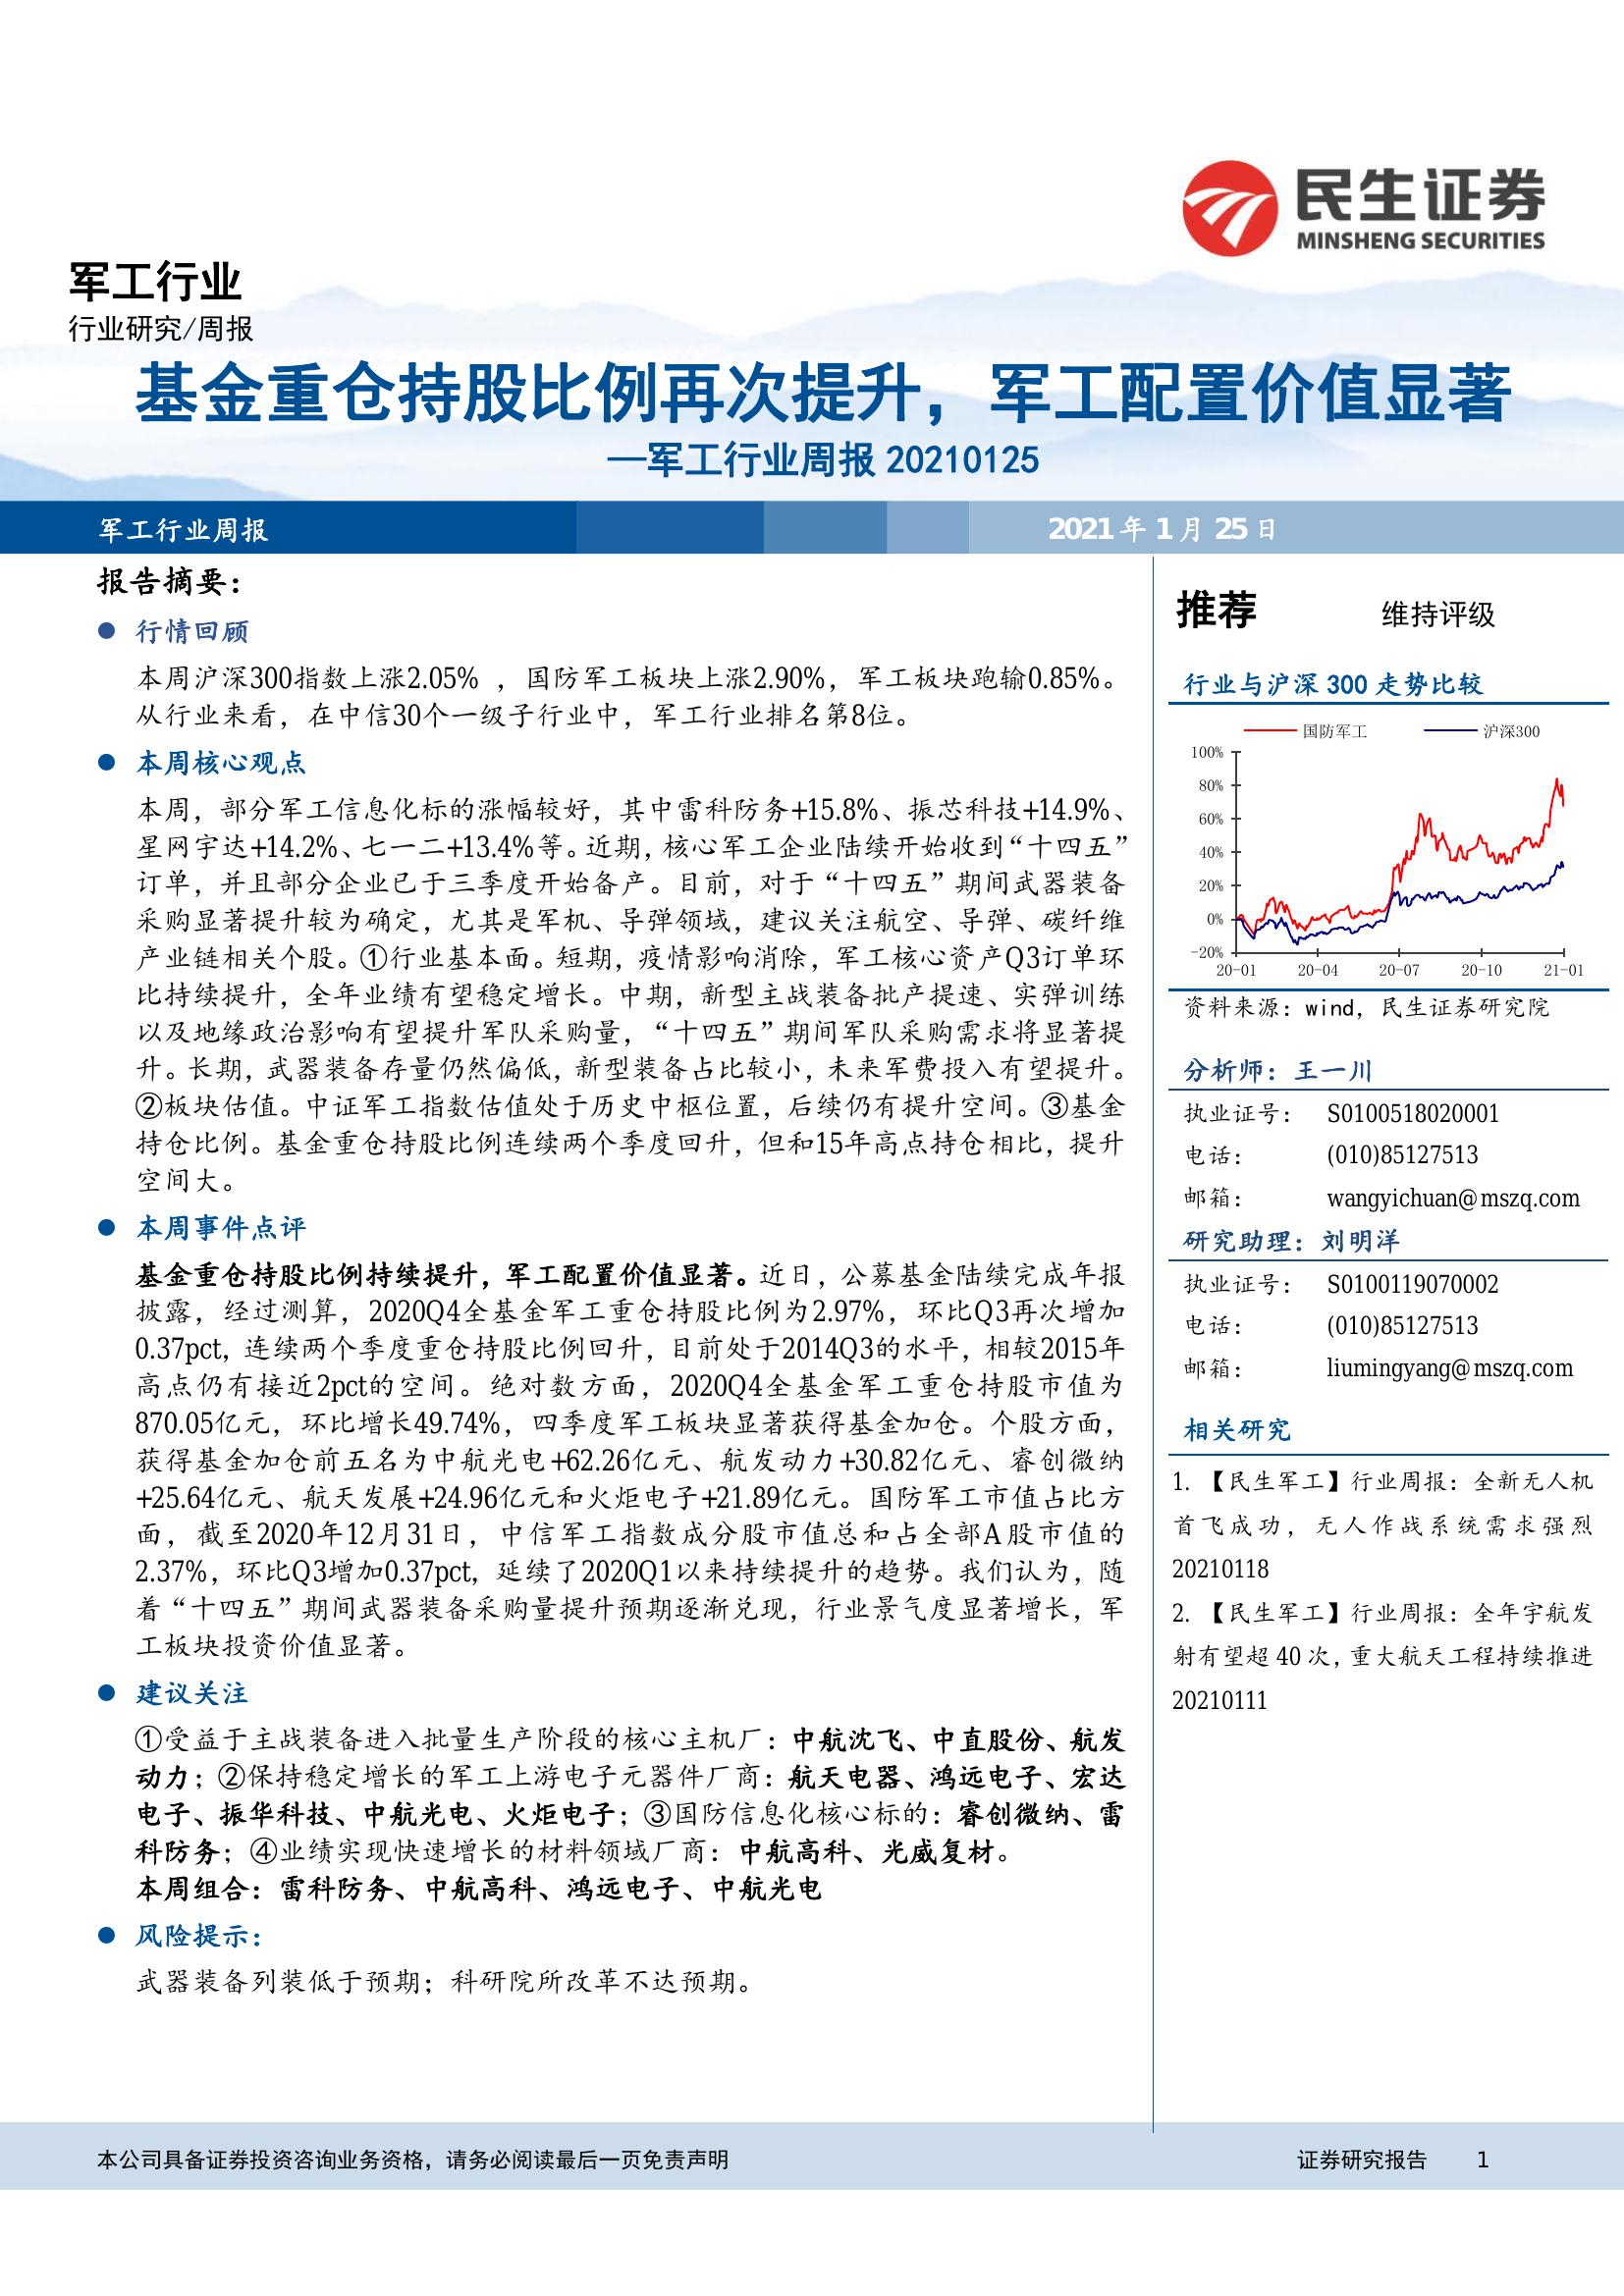 民生证券
MINSHENG SECURITIES
军工行业
行业研究/周报
基金重仓持股比例再次提升，军工配置价值显著
—军工行业周报 20210125
军工行业周报
2021 年 1 月 25 日
报告摘要：
● 行情回顾
本周沪深300指数上涨2.05% ，国防军工板块上涨2.90%，军工板块跑输0.85%。
从行业来看，在中信30个一级子行业中，军工行业排名第8位。
● 本周核心观点
本周，部分军工信息化标的涨幅较好，其中雷科防务+15.8%、振芯科技+14.9%、
星网宇达+14.2%、七一二+13.4%等。近期，核心军工企业陆续开始收到“十四五”
订单，并且部分企业已于三季度开始备产。目前，对于“十四五”期间武器装备
采购显著提升较为确定，尤其是军机、导弹领域，建议关注航空、导弹、碳纤维
产业链相关个股。①行业基本面。短期，疫情影响消除，军工核心资产Q3订单环
比持续提升，全年业绩有望稳定增长。中期，新型主战装备批产提速、实弹训练
以及地缘政治影响有望提升军队采购量，“十四五”期间军队采购需求将显著提
升。长期，武器装备存量仍然偏低，新型装备占比较小，未来军费投入有望提升。
②板块估值。中证军工指数估值处于历史中枢位置，后续仍有提升空间。③基金
持仓比例。基金重仓持股比例连续两个季度回升，但和15年高点持仓相比，提升
空间大。
● 本周事件点评
基金重仓持股比例持续提升，军工配置价值显著。近日，公募基金陆续完成年报
披露，经过测算，2020Q4全基金军工重仓持股比例为2.97%，环比Q3再次增加
0.37pct，连续两个季度重仓持股比例回升，目前处于2014Q3的水平，相较2015年
高点仍有接近2pct的空间。绝对数方面，2020Q4全基金军工重仓持股市值为
870.05亿元，环比增长49.74%，四季度军工板块显著获得基金加仓。个股方面，
获得基金加仓前五名为中航光电+62.26亿元、航发动力+30.82亿元、睿创微纳
+25.64亿元、航天发展+24.96亿元和火炬电子+21.89亿元。国防军工市值占比方
面，截至2020年12月31日，中信军工指数成分股市值总和占全部A股市值的
2.37%，环比Q3增加0.37pct，延续了2020Q1以来持续提升的趋势。我们认为，随
着“十四五”期间武器装备采购量提升预期逐渐兑现，行业景气度显著增长，军
工板块投资价值显著。
● 建议关注
①受益于主战装备进入批量生产阶段的核心主机厂：中航沈飞、中直股份、航发
动力；②保持稳定增长的军工上游电子元器件厂商：航天电器、鸿远电子、宏达
电子、振华科技、中航光电、火炬电子；③国防信息化核心标的：睿创微纳、雷
科防务；④业绩实现快速增长的材料领域厂商：中航高科、光威复材。
本周组合：雷科防务、中航高科、鸿远电子、中航光电
● 风险提示：
武器装备列装低于预期；科研院所改革不达预期。
推荐 维持评级
行业与沪深 300 走势比较
国防军工 沪深300
100%
80%
60%
40%
20%
0%
-20%
20-01 20-04 20-07 20-10 21-01
资料来源：wind，民生证券研究院
分析师：王一川
执业证号： S0100518020001
电话： (010)85127513
邮箱： wangyichuan@mszq.com
研究助理：刘明洋
执业证号： S0100119070002
电话： (010)85127513
邮箱： liumingyang@mszq.com
相关研究
1. 【民生军工】行业周报：全新无人机
首飞成功，无人作战系统需求强烈
20210118
2. 【民生军工】行业周报：全年宇航发
射有望超 40 次，重大航天工程持续推进
20210111
本公司具备证券投资咨询业务资格，请务必阅读最后一页免责声明
证券研究报告 1